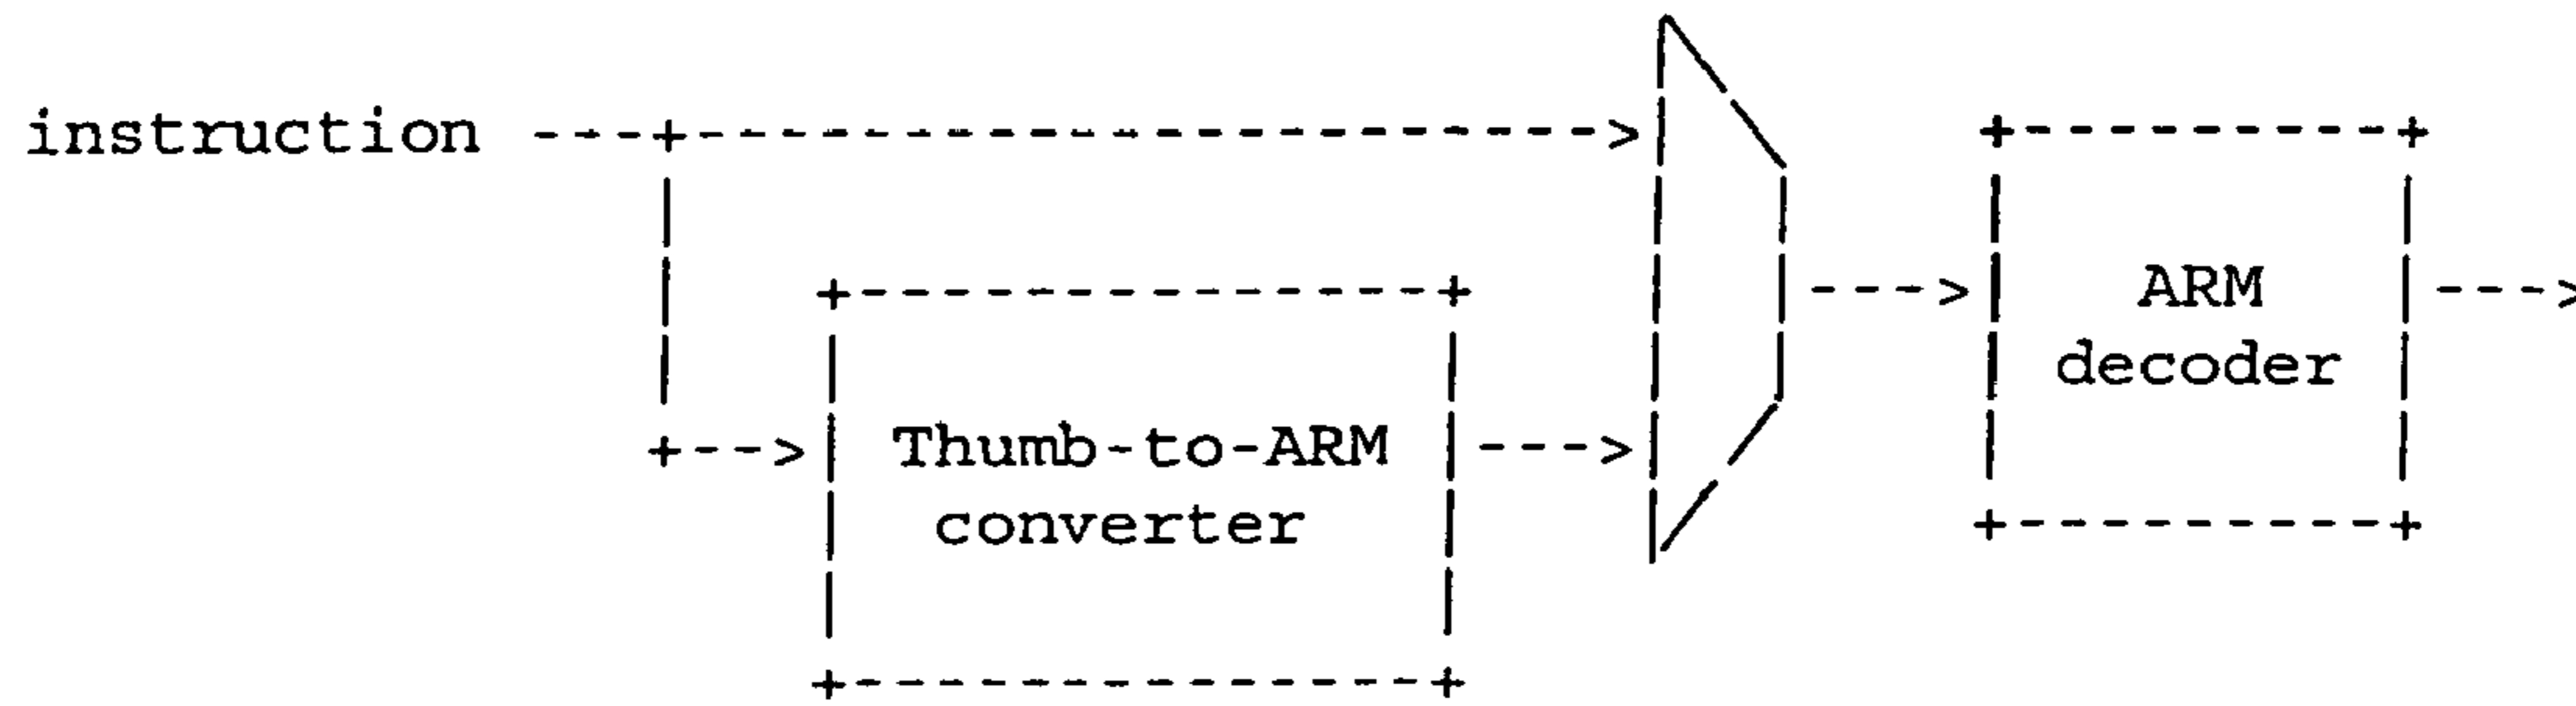 instruction
ARM
decoder
Thumb-to-ARM
converter